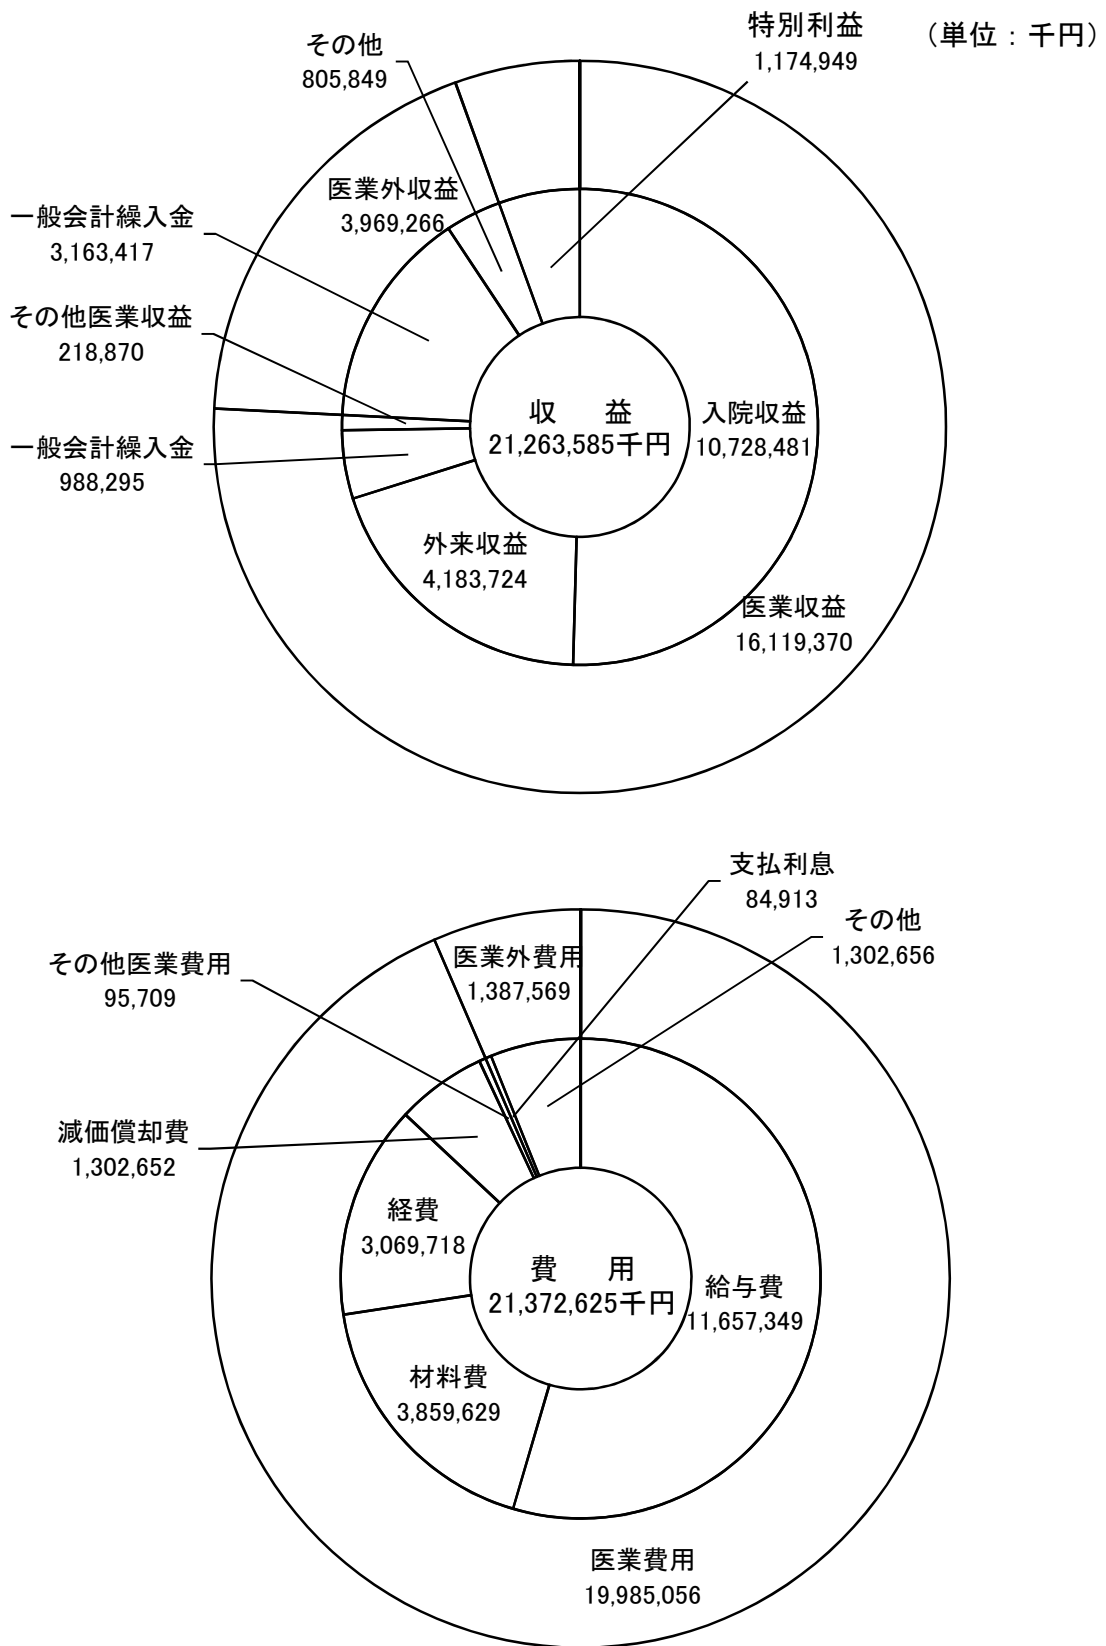 (単位：千円)
特別利益
1,174,949
その他
805,849
医業外収益
3,969,266
一般会計繰入金
3,163,417
その他医業収益
218,870
一般会計繰入金
988,295
収　益
21,263,585千円
入院収益
10,728,481
外来収益
4,183,724
医業収益
16,119,370
支払利息
84,913
その他
1,302,656
医業外費用
1,387,569
その他医業費用
95,709
減価償却費
1,302,652
経費
3,069,718
費　用
21,372,625千円
給与費
11,657,349
材料費
3,859,629
医業費用
19,985,056